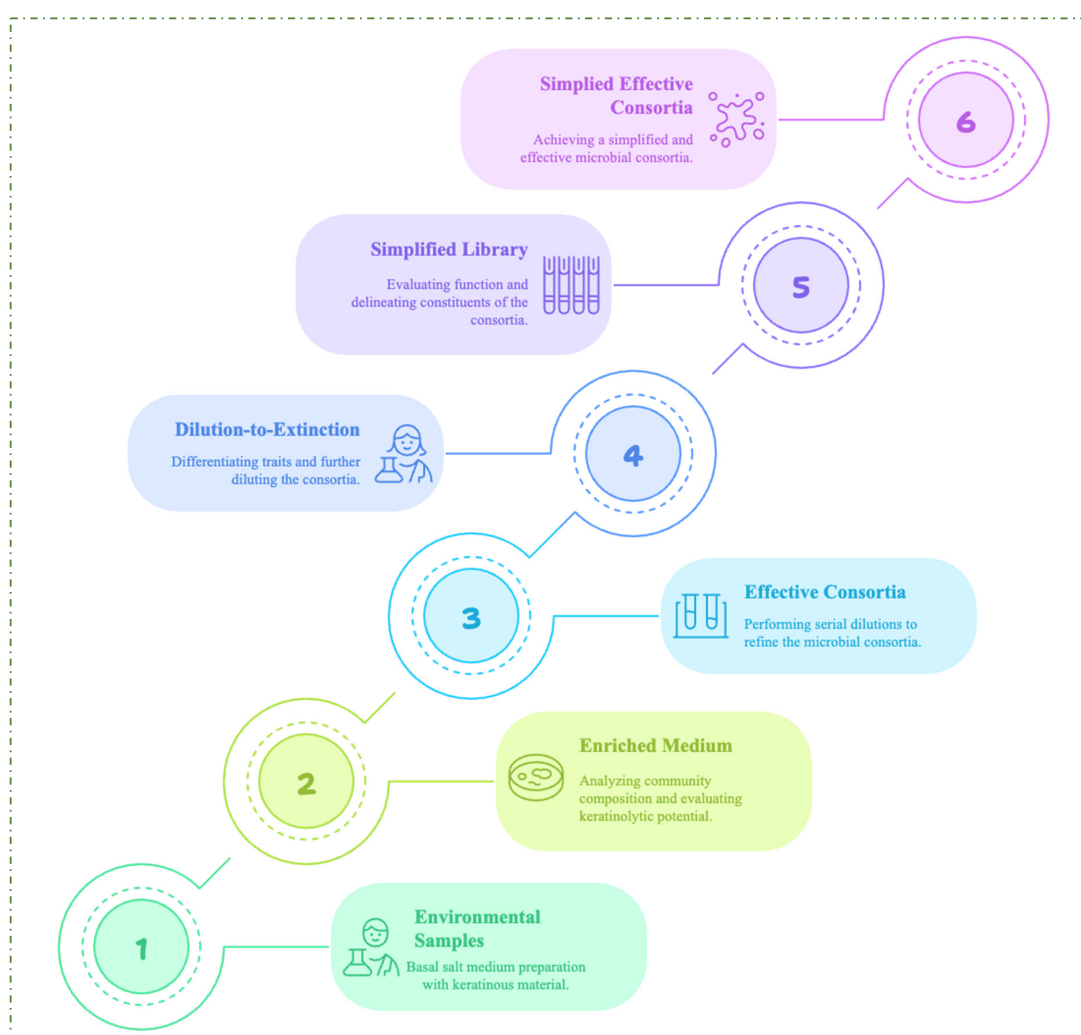 Simplied Effective
Consortia
Achieving a simplified and
effective microbial consortia.
6
Simplified Library
Evaluating function and
delineating constituents of the
consortia.
5
Dilution-to-Extinction
Differentiating traits and further
diluting the consortia.
4
3
Effective Consortia
Performing serial dilutions to
refine the microbial consortia.
2
Enriched Medium
Analyzing community
composition and evaluating
keratinolytic potential.
1
Environmental
Samples
Basal salt medium preparation
with keratinous material.